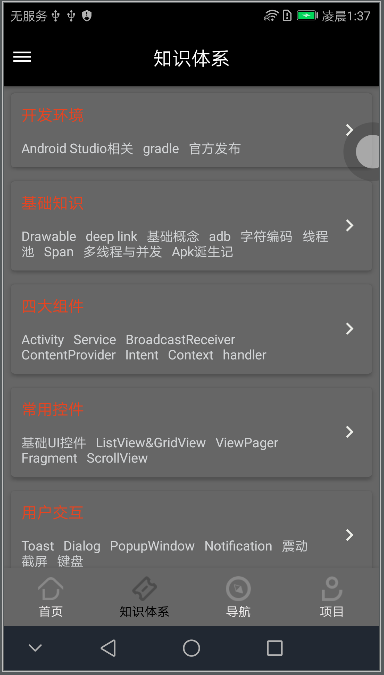 无服务 凌晨1:37
知识体系
开发环境
Android Studio相关 gradle 官方发布
基础知识
Drawable deep link 基础概念 adb 字符编码 线程
池 Span 多线程与并发 Apk诞生记
四大组件
Activity Service BroadcastReceiver
ContentProvider Intent Context handler
常用控件
基础UI控件 ListView&GridView ViewPager
Fragment ScrollView
用户交互
Toast Dialog PopupWindow Notification 震动
截屏 键盘
首页 知识体系 导航 项目